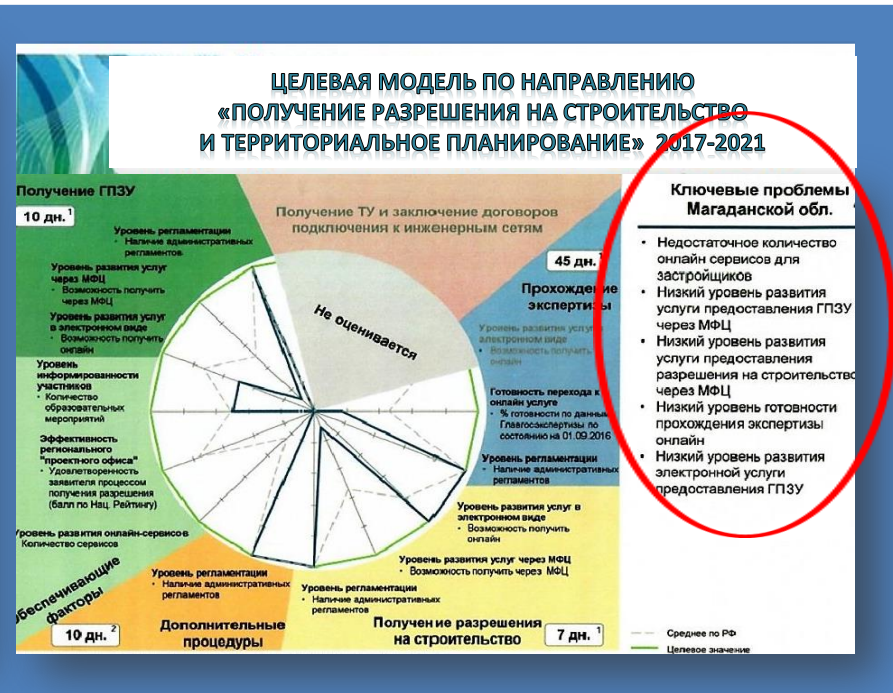 ЦЕЛЕВАЯ МОДЕЛЬ ПО НАПРАВЛЕНИЮ
«ПОЛУЧЕНИЕ РАЗРЕШЕНИЯ НА СТРОИТЕЛЬСТВО
И ТЕРРИТОРИАЛЬНОЕ ПЛАНИРОВАНИЕ» 2017-2021
Получение ГПЗУ
10 дн.¹
Уровень регламентации
• Наличие административных
регламентов
Уровень развития услуг
через МФЦ
• Возможность получить
через МФЦ
Уровень развития услуг
в электронном виде
• Возможность получить
онлайн
Уровень
информированности
участников
• Количество
образовательных
мероприятий
Эффективность
регионального
"проектного офиса"
• Удовлетворенность
заявителя процессом
получения разрешения
(балл по Нац. Рейтингу)
Уровень развития онлайн-сервисов
Количество сервисов
Обеспечивающие
факторы
Получение ТУ и заключение договоров
подключения к инженерным сетям
Не оценивается
45 дн.¹
Прохождение
экспертизы
Уровень развития услуг в
электронном виде
• Возможность получить
онлайн
Готовность перехода к
онлайн услуге
• % готовности по данным
Главгосэкспертизы по
состоянию на 01.09.2016
Уровень регламентации
• Наличие административных
регламентов
Уровень развития услуг в
электронном виде
• Возможность получить
онлайн
Уровень развития услуг через МФЦ
• Возможность получить через МФЦ
Уровень регламентации
• Наличие административных
регламентов
Получение разрешения
на строительство
7 дн.¹
Уровень регламентации
• Наличие административных
регламентов
Дополнительные
процедуры
10 дн.²
Ключевые проблемы
Магаданской обл.
• Недостаточное количество
онлайн сервисов для
застройщиков
• Низкий уровень развития
услуги предоставления ГПЗУ
через МФЦ
• Низкий уровень развития
услуги предоставления
разрешения на строительство
через МФЦ
• Низкий уровень готовности
прохождения экспертизы
онлайн
• Низкий уровень развития
электронной услуги
предоставления ГПЗУ
Среднее по РФ
Целевое значение